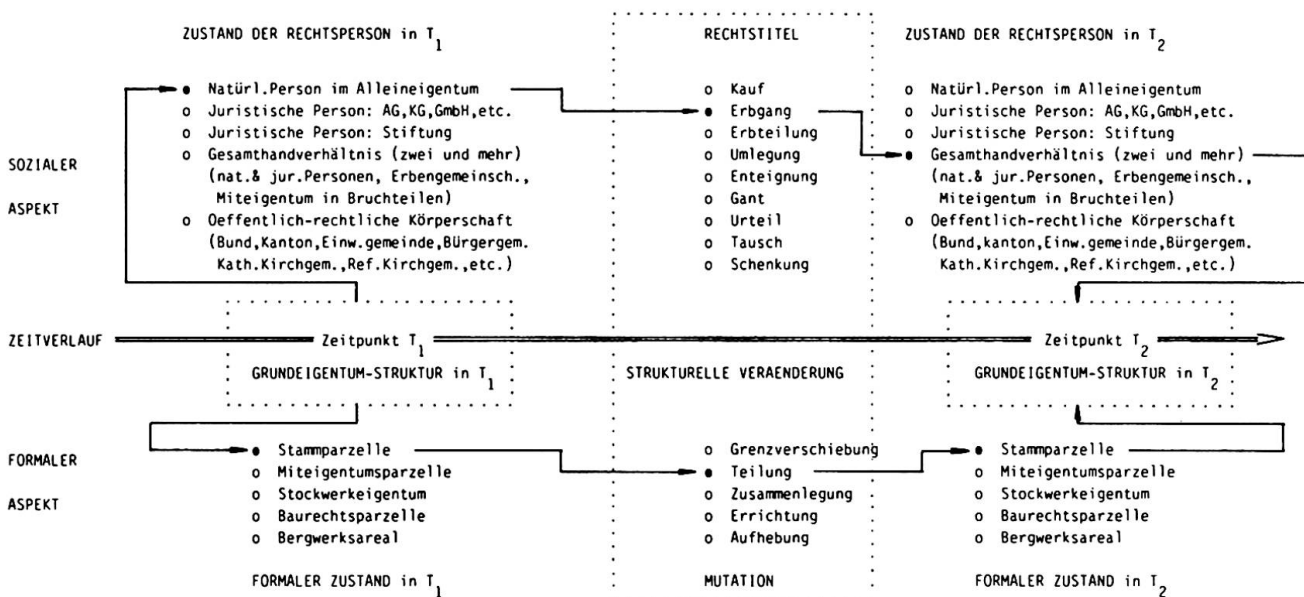 ZUSTAND DER RECHTSPERSON in T1 RECHTSTITEL ZUSTAND DER RECHTSPERSON in T2
Natürl.Person im Alleineigentum Kauf Natürl.Person im Alleineigentum
Juristische Person: AG,KG,GmbH,etc. Erbgang Juristische Person: AG,KG,GmbH,etc.
Juristische Person: Stiftung Erbteilung Juristische Person: Stiftung
SOZIALER Gesamthandverhältnis (zwei und mehr) Umlegung Gesamthandverhältnis (zwei und mehr)
(nat.& jur.Personen, Erbengemeinsch., Enteignung (nat.& jur.Personen, Erbengemeinsch.,
ASPEKT Miteigentum in Bruchteilen) Gant Miteigentum in Bruchteilen)
Oeffentlich-rechtliche Körperschaft Urteil Oeffentlich-rechtliche Körperschaft
(Bund,Kanton,Einw.gemeinde,Bürgergem. Tausch (Bund,kanton,Einw.gemeinde,Bürgergem.
Kath.Kirchgem.,Ref.Kirchgem.,etc.) Schenkung Kath.Kirchgem.,Ref.Kirchgem.,etc.)
ZEITVERLAUF Zeitpunkt T1 Zeitpunkt T2
GRUNDEIGENTUM-STRUKTUR in T1 STRUKTURELLE VERAENDERUNG GRUNDEIGENTUM-STRUKTUR in T2
FORMALER Stammparzelle Grenzverschiebung Stammparzelle
Miteigentumsparzelle Teilung Miteigentumsparzelle
ASPEKT Stockwerkeigentum Zusammenlegung Stockwerkeigentum
Baurechtsparzelle Errichtung Baurechtsparzelle
Bergwerksareal Aufhebung Bergwerksareal
FORMALER ZUSTAND in T1 MUTATION FORMALER ZUSTAND in T2